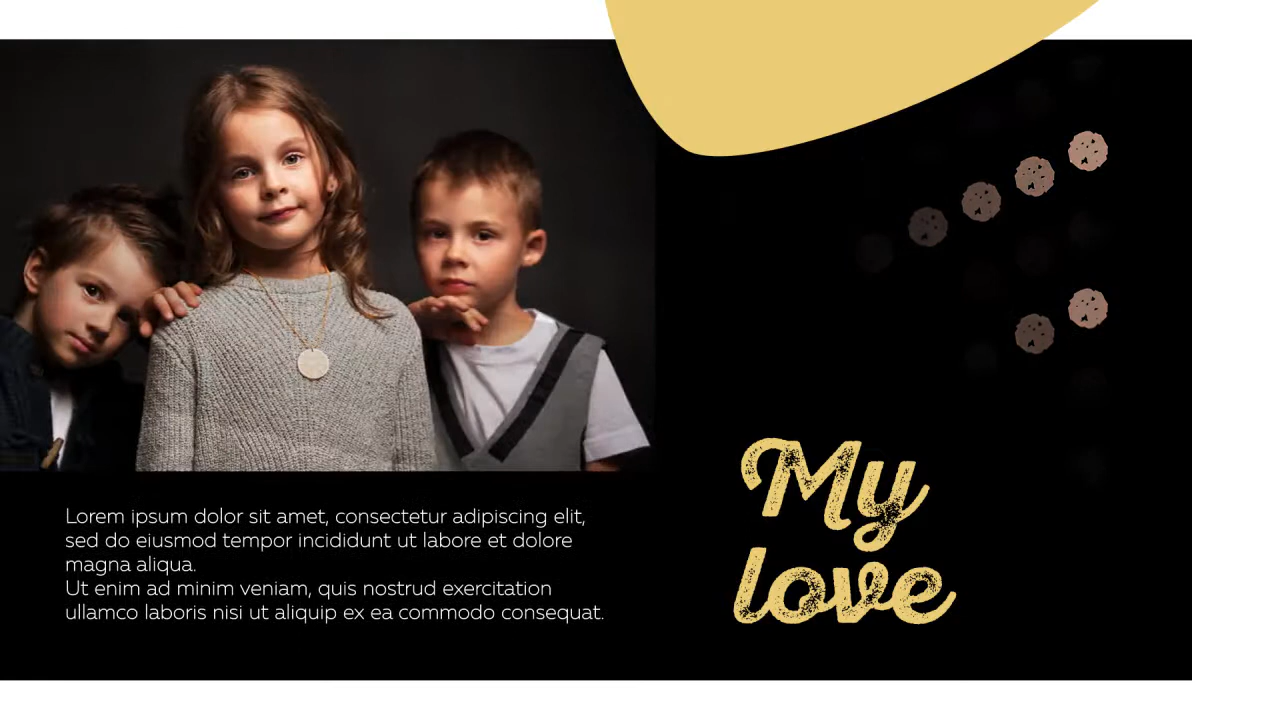 Lorem ipsum dolor sit amet, consectetur adipiscing elit,
sed do eiusmod tempor incididunt ut labore et dolore
magna aliqua.
Ut enim ad minim veniam, quis nostrud exercitation
ullamco laboris nisi ut aliquip ex ea commodo consequat.
My
love